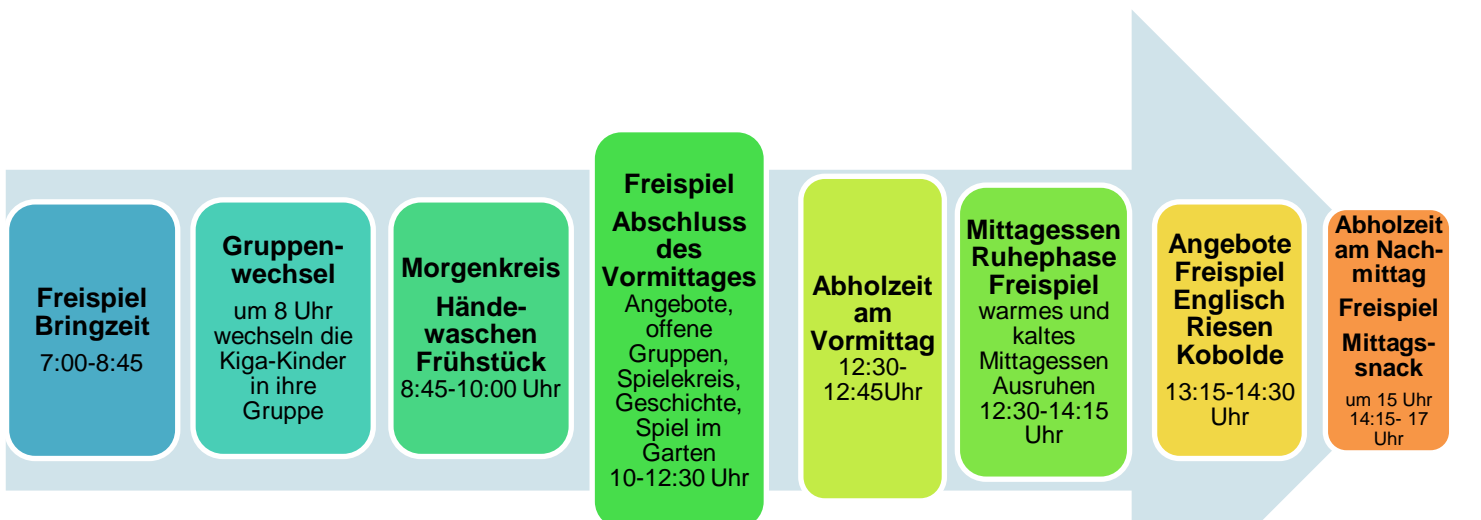 Freispiel
Bringzeit
7:00-8:45
Gruppen-
wechsel
um 8 Uhr
wechseln die
Kiga-Kinder
in ihre
Gruppe
Morgenkreis
Hände-
waschen
Frühstück
8:45-10:00 Uhr
Freispiel
Abschluss
des
Vormittages
Angebote,
offene
Gruppen,
Spielekreis,
Geschichte,
Spiel im
Garten
10-12:30 Uhr
Abholzeit
am
Vormittag
12:30-
12:45Uhr
Mittagessen
Ruhephase
Freispiel
warmes und
kaltes
Mittagessen
Ausruhen
12:30-14:15
Uhr
Angebote
Freispiel
Englisch
Riesen
Kobolde
13:15-14:30
Uhr
Abholzeit
am Nach-
mittag
Freispiel
Mittags-
snack
um 15 Uhr
14:15- 17
Uhr